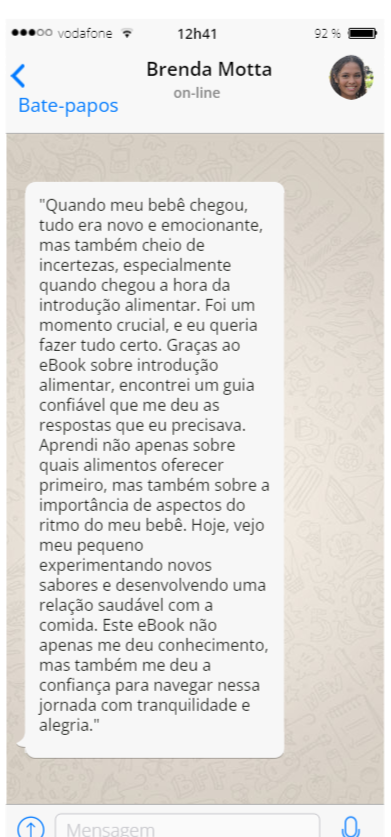 vodafone 12h41 92 %
Brenda Motta
on-line
Bate-papos
"Quando meu bebê chegou,
tudo era novo e emocionante,
mas também cheio de
incertezas, especialmente
quando chegou a hora da
introdução alimentar. Foi um
momento crucial, e eu queria
fazer tudo certo. Graças ao
eBook sobre introdução
alimentar, encontrei um guia
confiável que me deu as
respostas que eu precisava.
Aprendi não apenas sobre
quais alimentos oferecer
primeiro, mas também sobre a
importância de aspectos do
ritmo do meu bebê. Hoje, vejo
meu pequeno
experimentando novos
sabores e desenvolvendo uma
relação saudável com a
comida. Este eBook não
apenas me deu conhecimento,
mas também me deu a
confiança para navegar nessa
jornada com tranquilidade e
alegria."
Mensagem